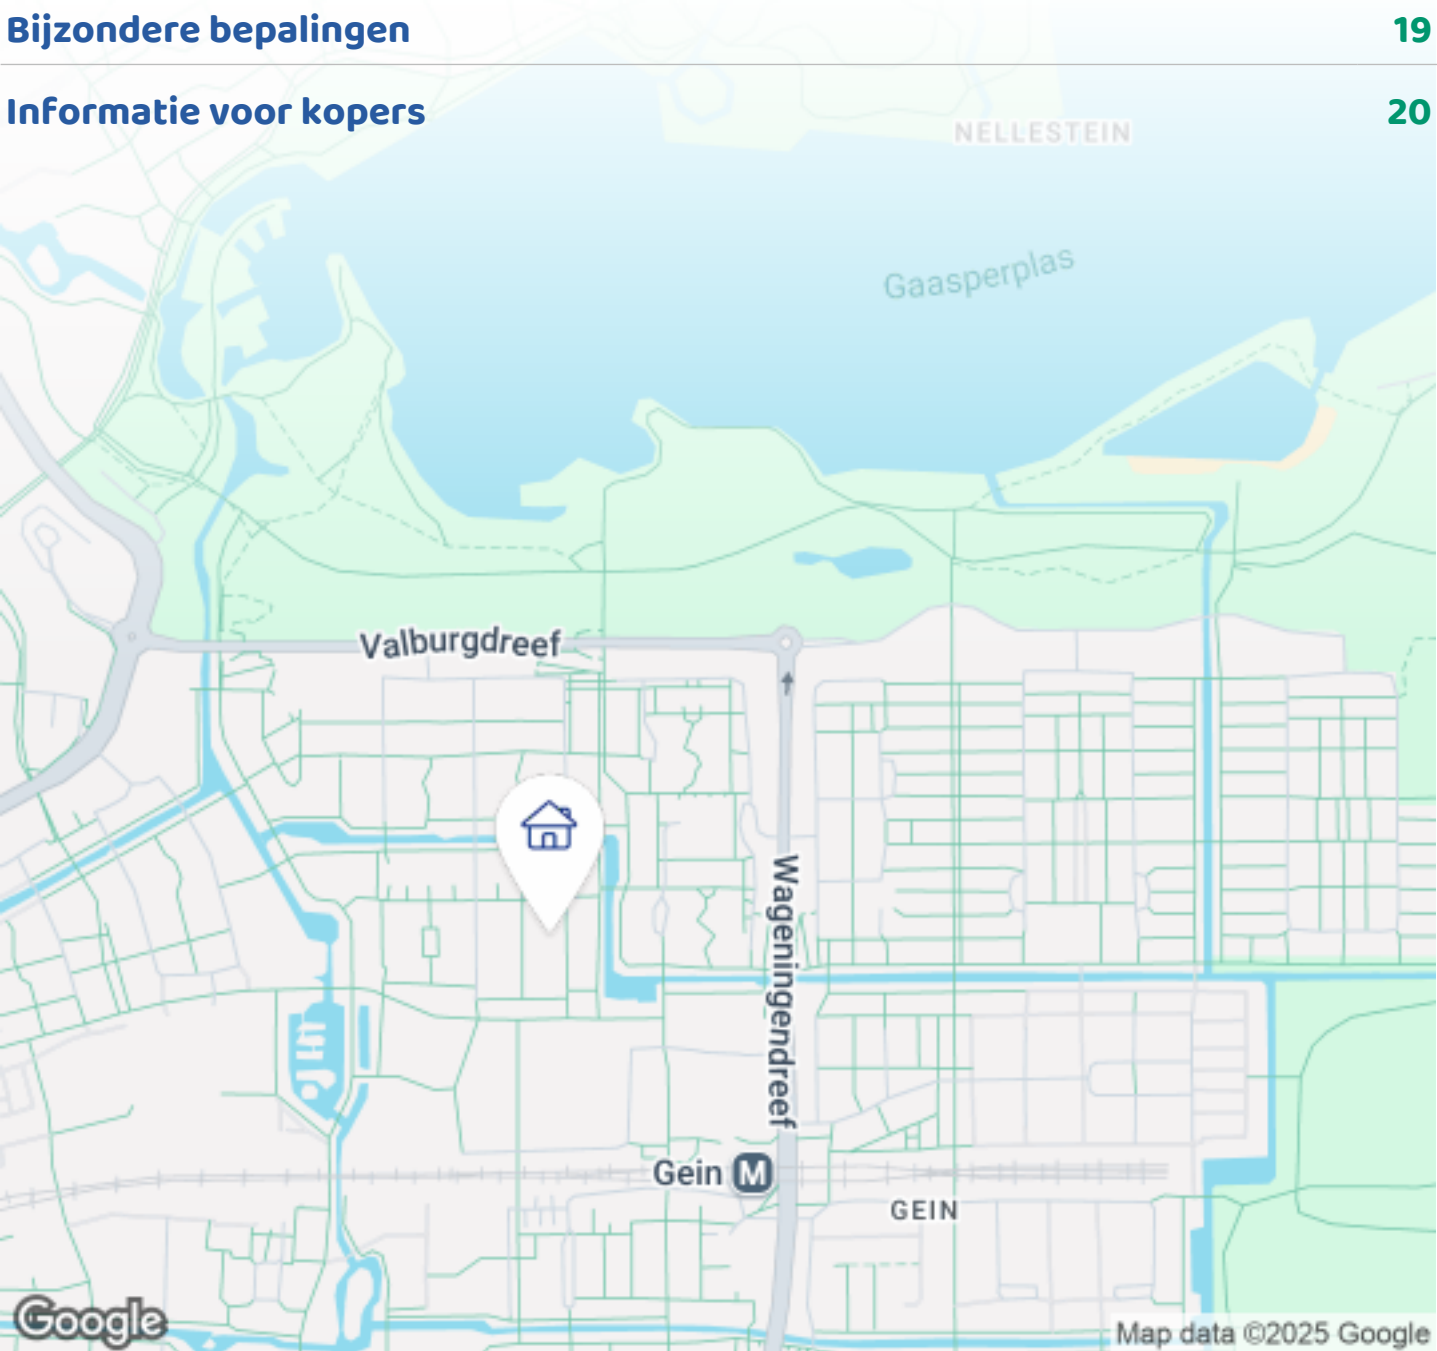 Bijzondere bepalingen 19
Informatie voor kopers 20
NELLESTEIN
Gaasperplas
Valburgdreef
Wageningendreef
Gein M
GEIN
Google
Map data ©2025 Google